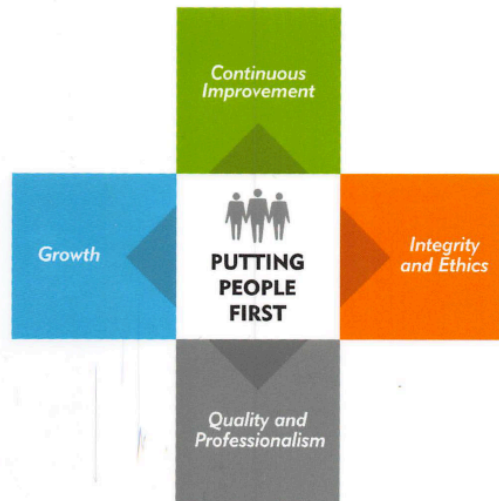 Continuous
Improvement
Growth
PUTTING
PEOPLE
FIRST
Integrity
and Ethics
Quality and
Professionalism